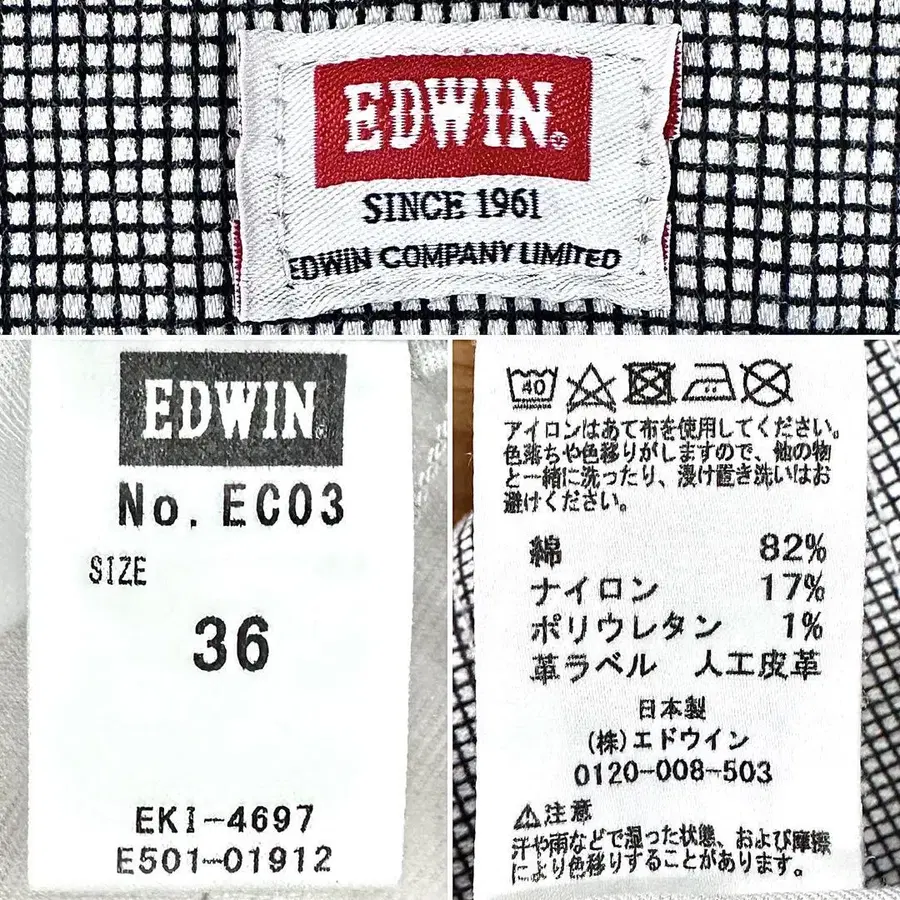 EDWIN
SINCE 1961
EDWIN COMPANY LIMITED
EDWIN
No. EC03
SIZE
36
EKI-4697
E501-01912
40
アイロンはあて布を使用してください。
色落ちや色移りがしますので、他の物
と一緒に洗ったり、浸け置き洗いはお
避けください。
綿 82%
ナイロン 17%
ポリウレタン 1%
革ラベル 人工皮革
日本製
(株)エドウイン
0120-008-503
⚠注意
汗や雨などで湿った状態、および摩擦
により色移りすることがあります。